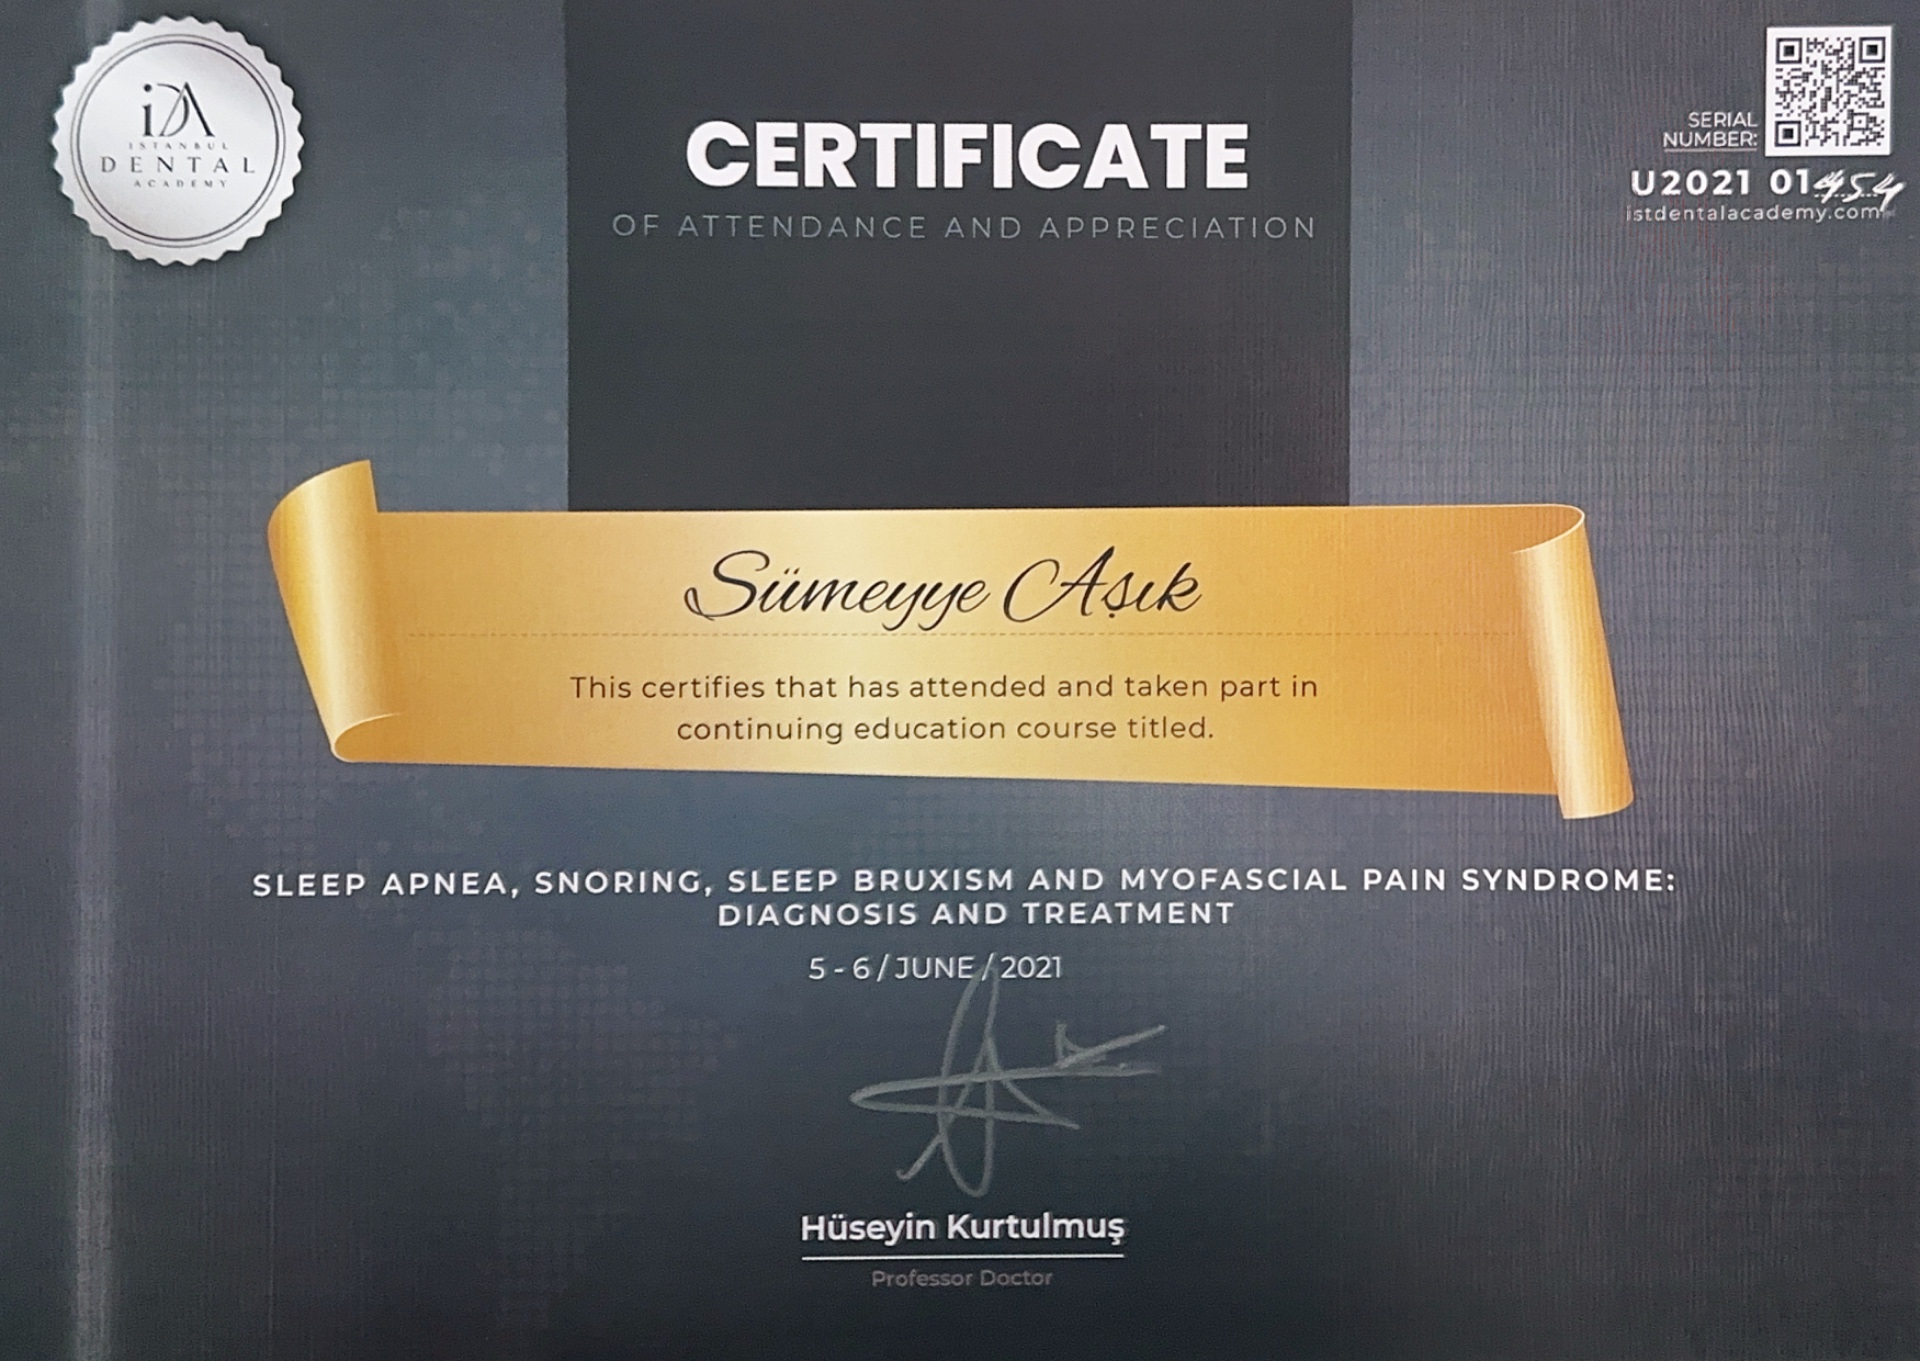 iDA
ISTANBUL
DENTAL
ACADEMY
CERTIFICATE
OF ATTENDANCE AND APPRECIATION
SERIAL
NUMBER:
U2021 01454
istdentalacademy.com
Sümeyye Aşık
This certifies that has attended and taken part in
continuing education course titled.
SLEEP APNEA, SNORING, SLEEP BRUXISM AND MYOFASCIAL PAIN SYNDROME:
DIAGNOSIS AND TREATMENT
5 - 6 / JUNE / 2021
Hüseyin Kurtulmuş
Professor Doctor